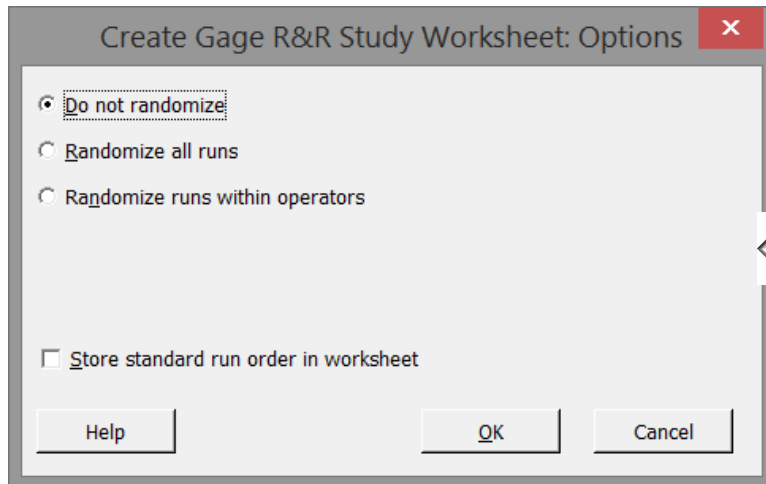 Create Gage R&R Study Worksheet: Options
Do not randomize
Randomize all runs
Randomize runs within operators
Store standard run order in worksheet
Help OK Cancel